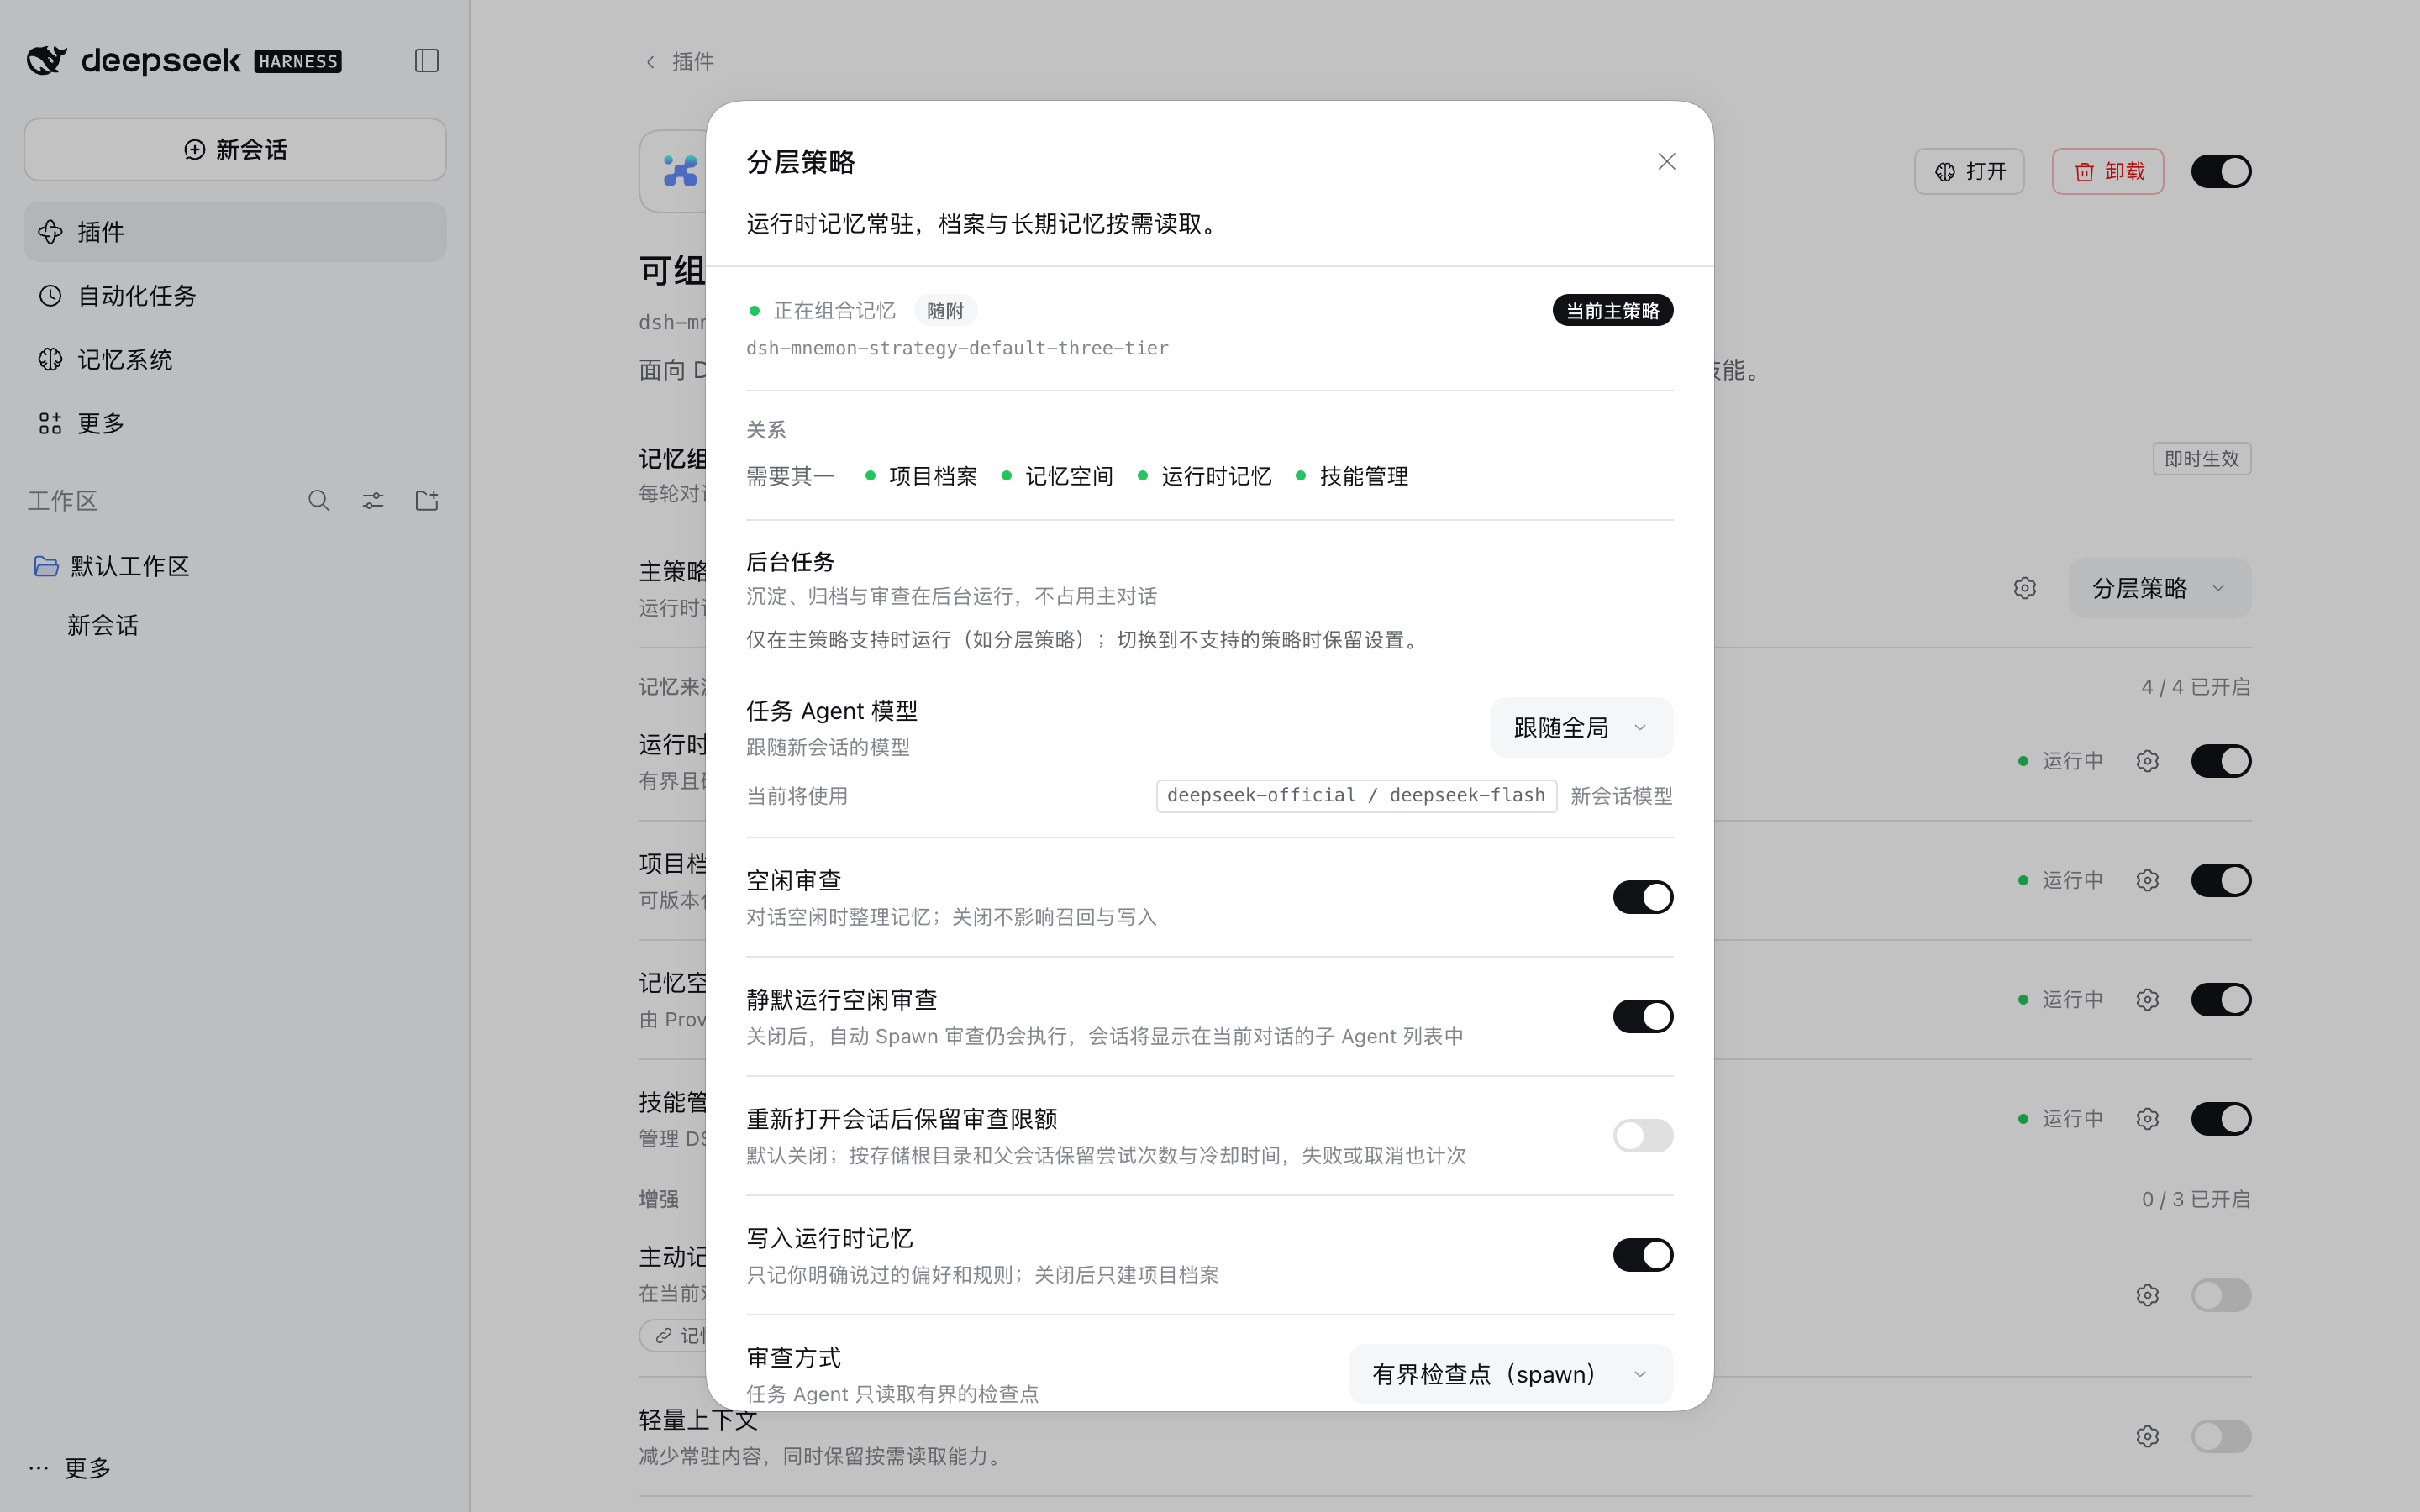 deepseek HARNESS
新会话
插件
自动化任务
记忆系统
更多
工作区
默认工作区
新会话
更多
插件
打开
卸载
可组
dsh-mn
面向 D
技能。
记忆组
每轮对
即时生效
主策略
运行时
分层策略
记忆来
4 / 4 已开启
运行时
有界且
运行中
项目档
可版本
运行中
记忆空
由 Prov
运行中
技能管
管理 DS
运行中
增强
0 / 3 已开启
主动记
在当前
记
轻量上下文
减少常驻内容，同时保留按需读取能力。
分层策略
运行时记忆常驻，档案与长期记忆按需读取。
正在组合记忆 随附
当前主策略
dsh-mnemon-strategy-default-three-tier
关系
需要其一 项目档案 记忆空间 运行时记忆 技能管理
后台任务
沉淀、归档与审查在后台运行，不占用主对话
仅在主策略支持时运行（如分层策略）；切换到不支持的策略时保留设置。
任务 Agent 模型
跟随新会话的模型
跟随全局
当前将使用
deepseek-official / deepseek-flash 新会话模型
空闲审查
对话空闲时整理记忆；关闭不影响召回与写入
静默运行空闲审查
关闭后，自动 Spawn 审查仍会执行，会话将显示在当前对话的子 Agent 列表中
重新打开会话后保留审查限额
默认关闭；按存储根目录和父会话保留尝试次数与冷却时间，失败或取消也计次
写入运行时记忆
只记你明确说过的偏好和规则；关闭后只建项目档案
审查方式
任务 Agent 只读取有界的检查点
有界检查点（spawn）